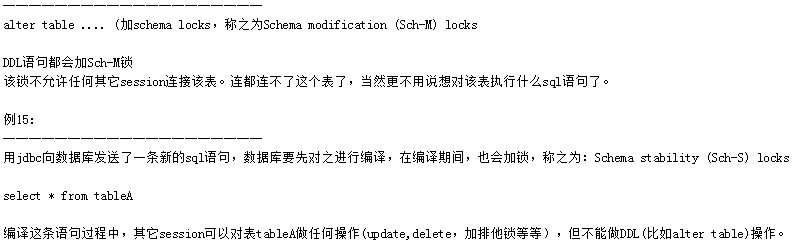 alter table .... (加schema locks，称之为Schema modification (Sch-M) locks
DDL语句都会加Sch-M锁
该锁不允许任何其它session连接该表。连都连不了这个表了，当然更不用说想对该表执行什么sql语句了。
例15：
————————————————————
用jdbc向数据库发送了一条新的sql语句，数据库要先对之进行编译，在编译期间，也会加锁，称之为：Schema stability (Sch-S) locks
select * from tableA
编译这条语句过程中，其它session可以对表tableA做任何操作(update,delete，加排他锁等等)，但不能做DDL(比如alter table)操作。